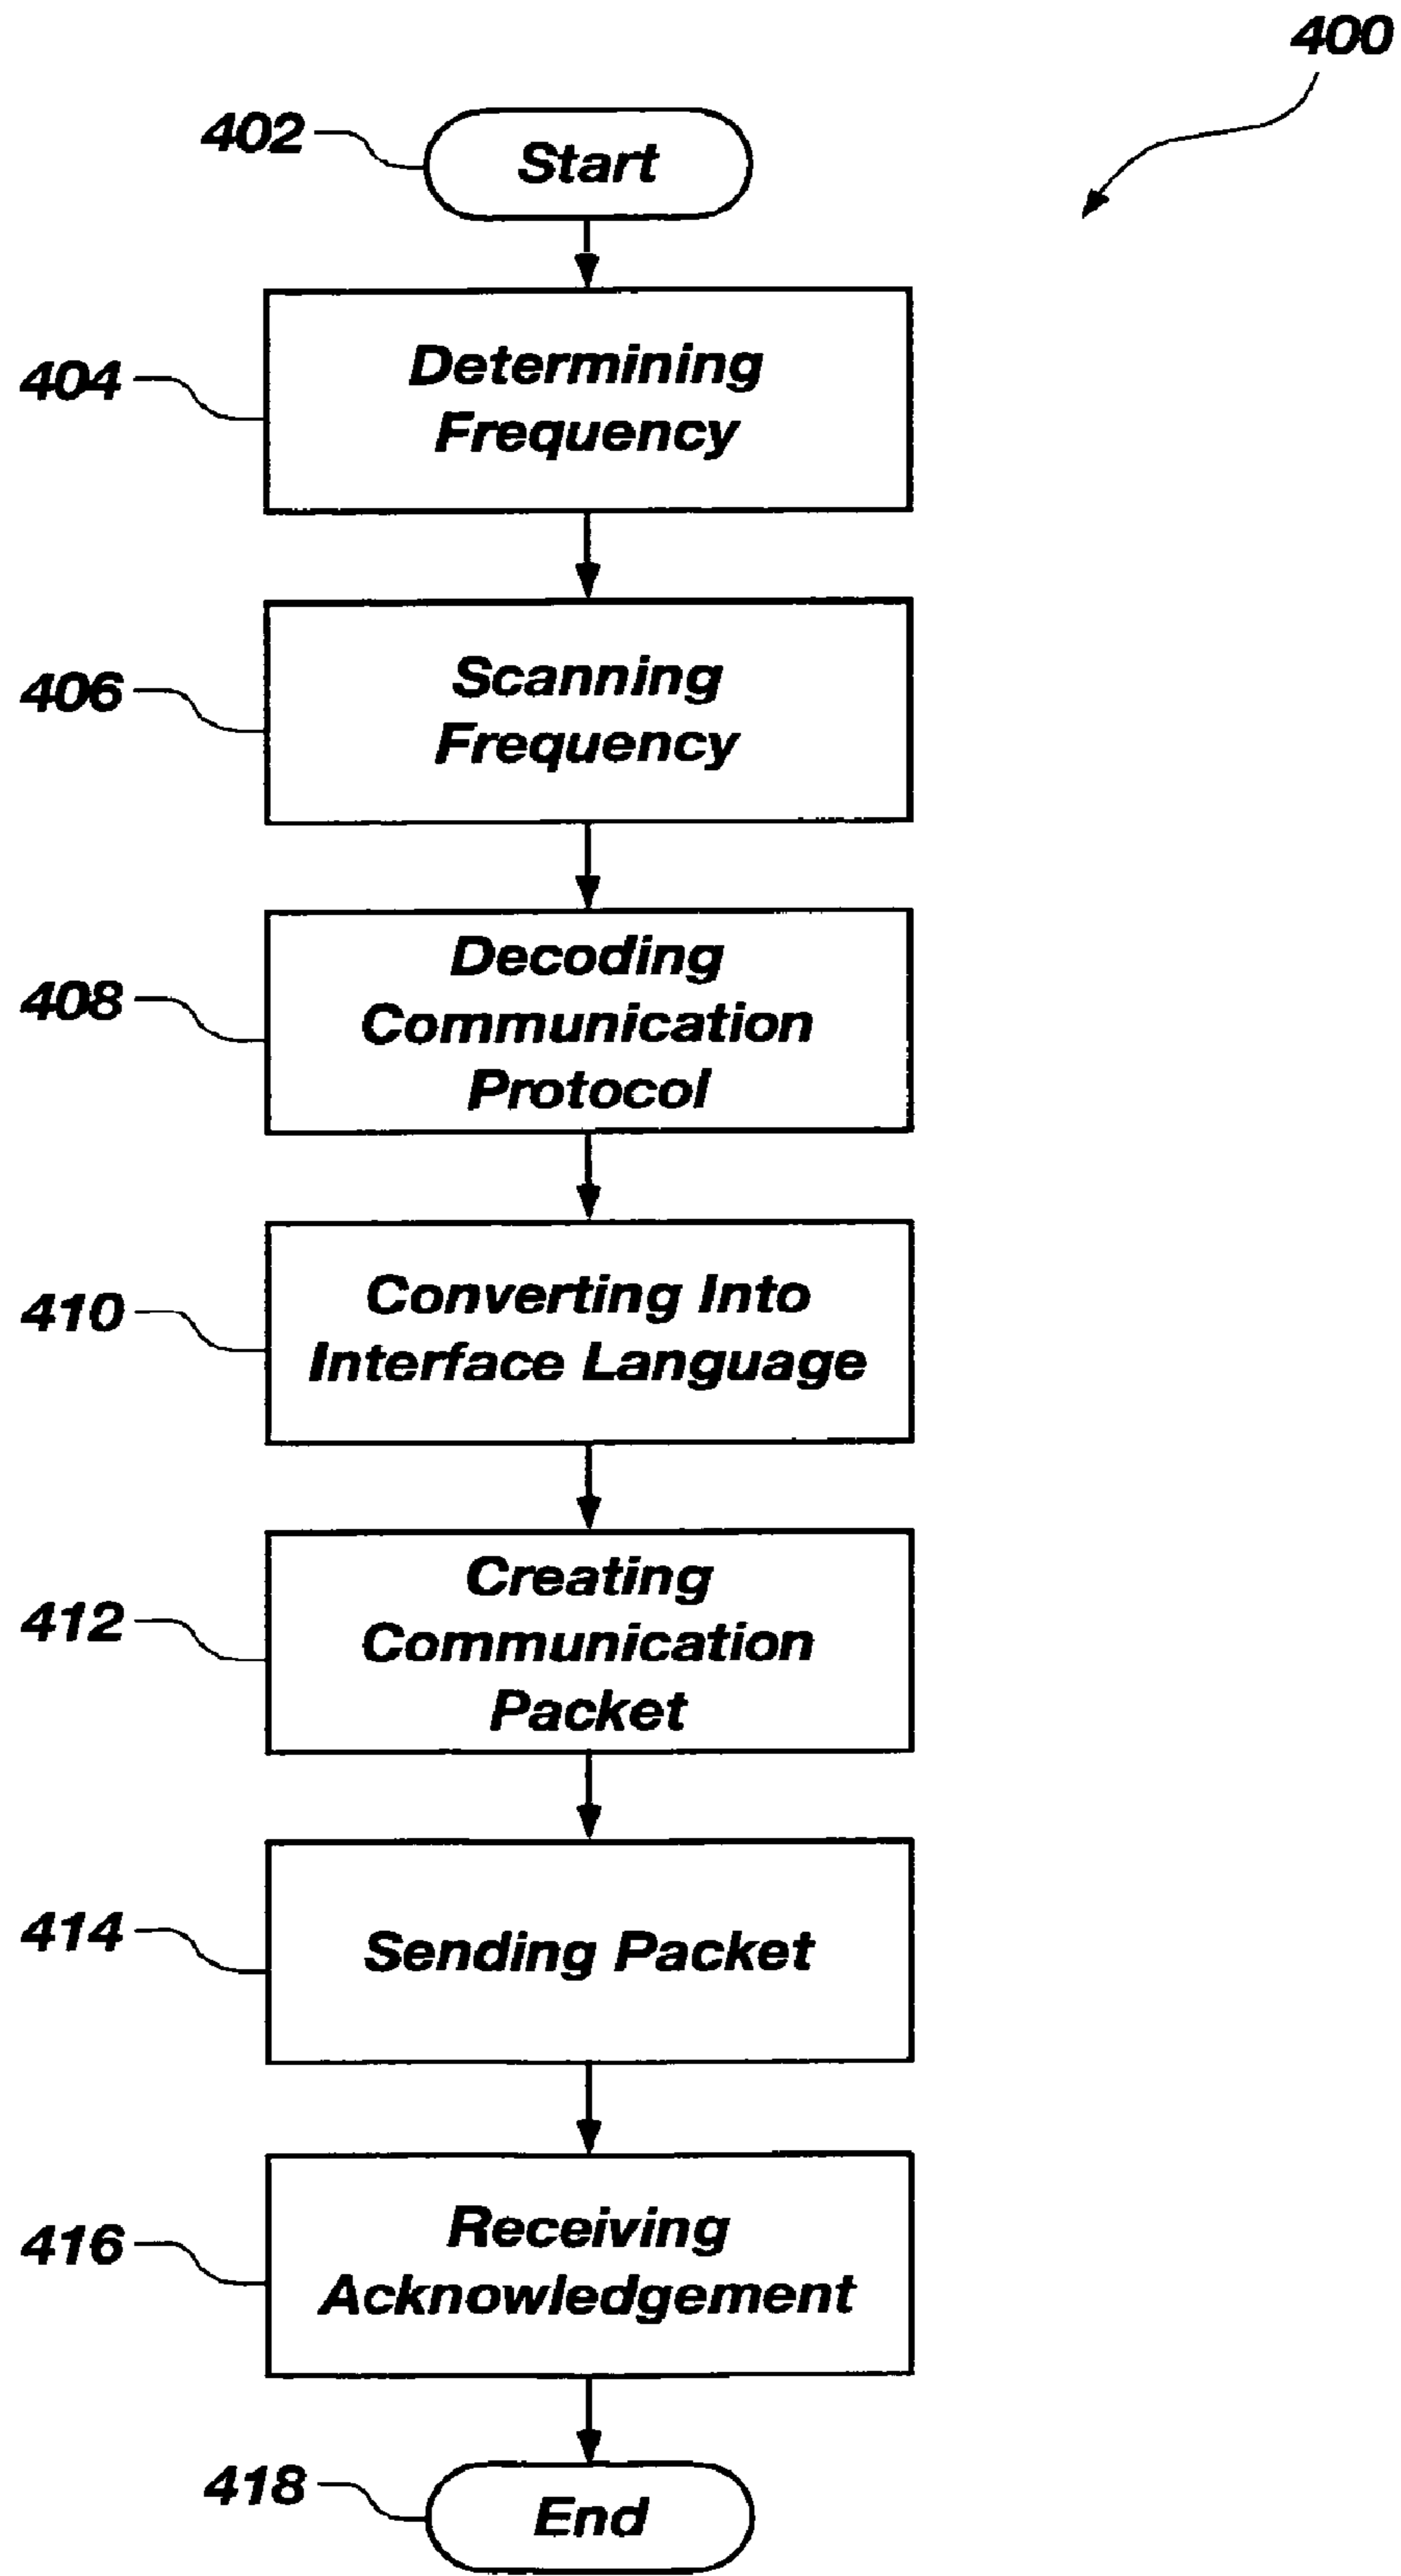 400
402
Start
404
Determining
Frequency
406
Scanning
Frequency
408
Decoding
Communication
Protocol
410
Converting Into
Interface Language
412
Creating
Communication
Packet
414
Sending Packet
416
Receiving
Acknowledgement
418
End